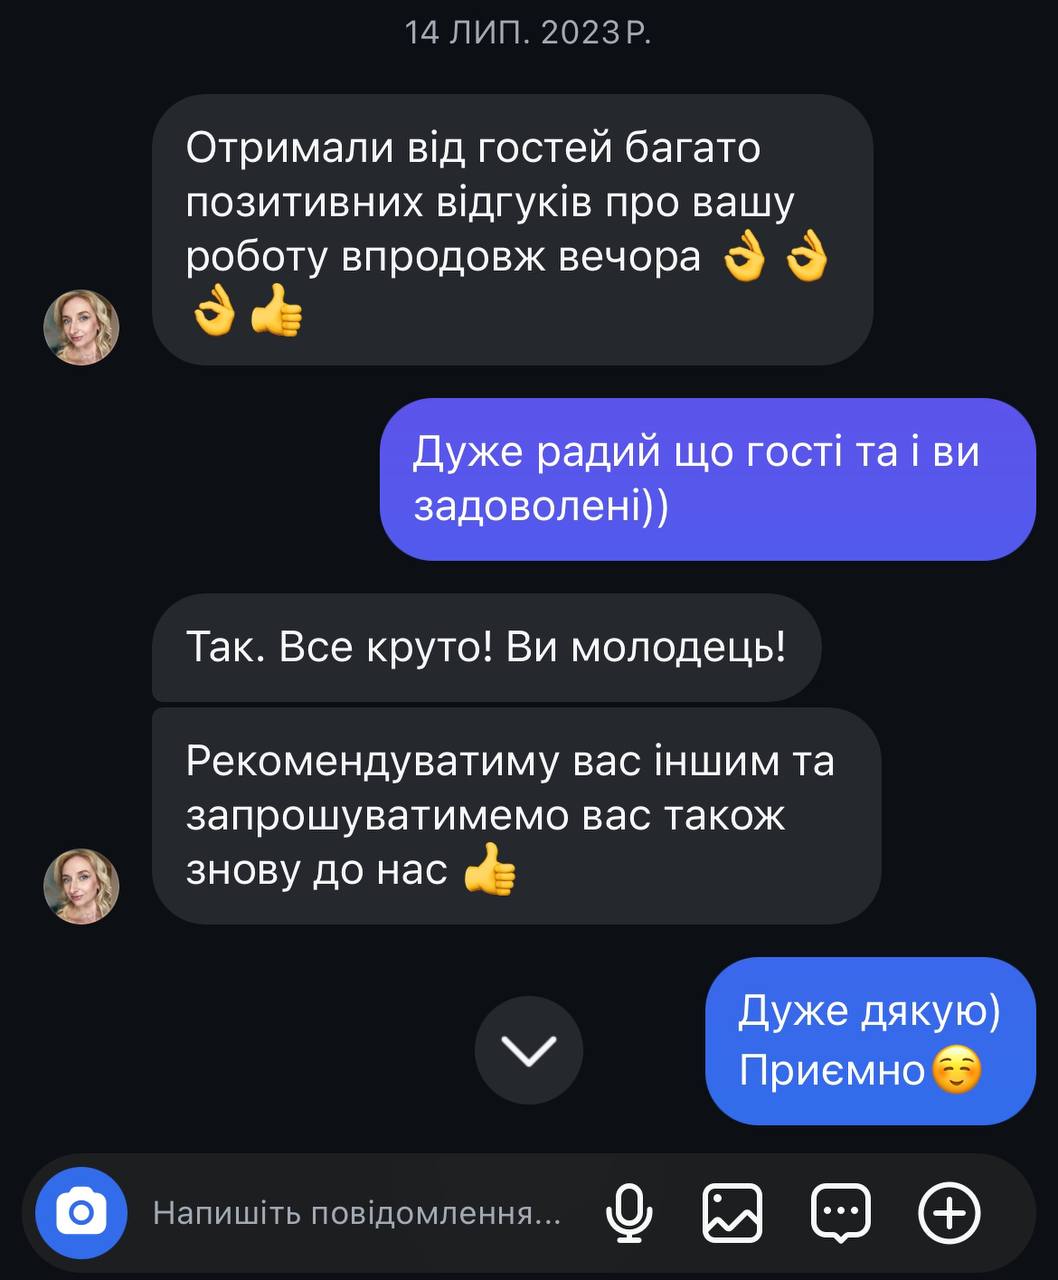 14 ЛИП. 2023 Р.
Отримали від гостей багато
позитивних відгуків про вашу
роботу впродовж вечора 👌👌
👌👍
Дуже радий що гості та і ви
задоволені))
Так. Все круто! Ви молодець!
Рекомендуватиму вас іншим та
запрошуватимемо вас також
знову до нас 👍
Дуже дякую)
Приємно☺️
Напишіть повідомлення...